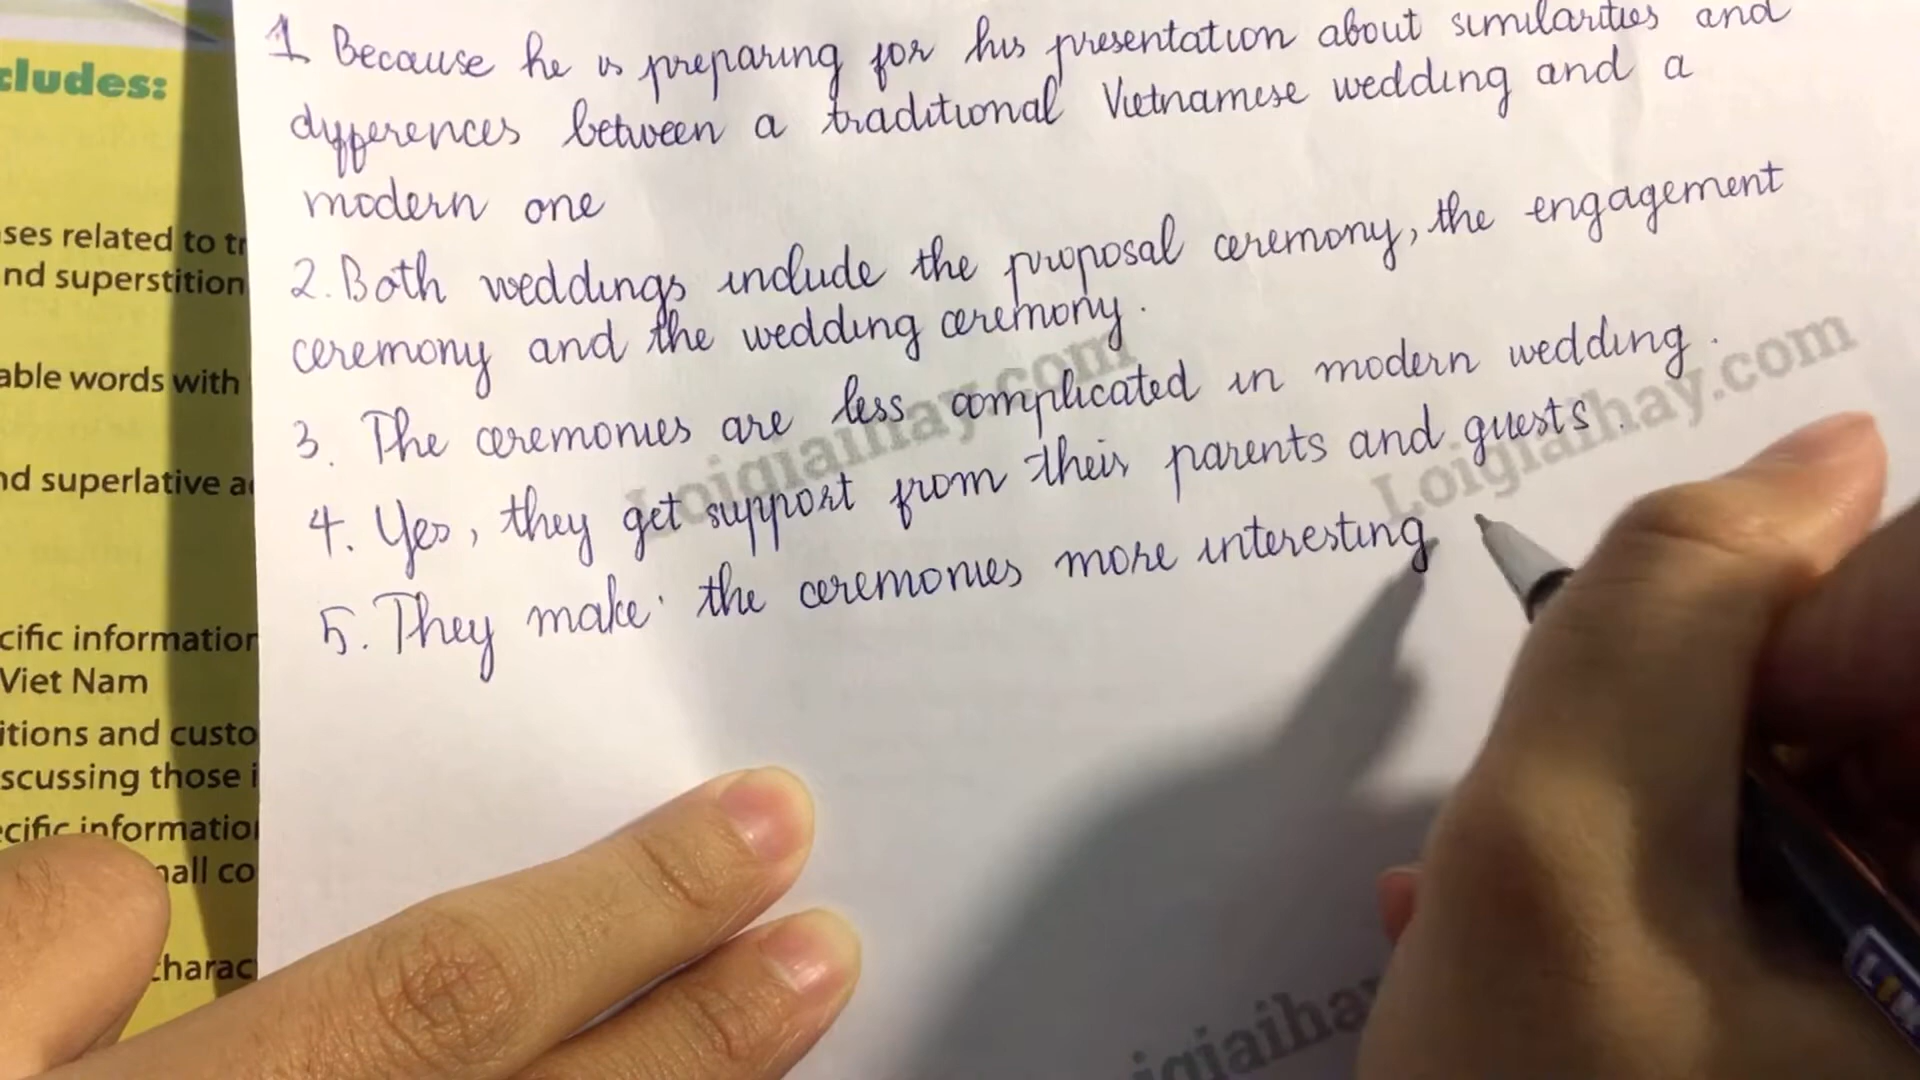 cludes:
ses related to tr
nd superstition
able words with
nd superlative a
cific information
Viet Nam
itions and custo
scussing those i
cific informatio
all co
charac
1 Because he is preparing for his presentation about similarities and
differences between a traditional Vietnamese wedding and a
modern one
2. Both weddings include the proposal ceremony, the engagement
ceremony and the wedding ceremony.
3. The ceremonies are less complicated in modern wedding.
4. Yes, they get support from their parents and guests.
5. They make the ceremonies more interesting
Loigiaihay.com
Loigiaihay.com